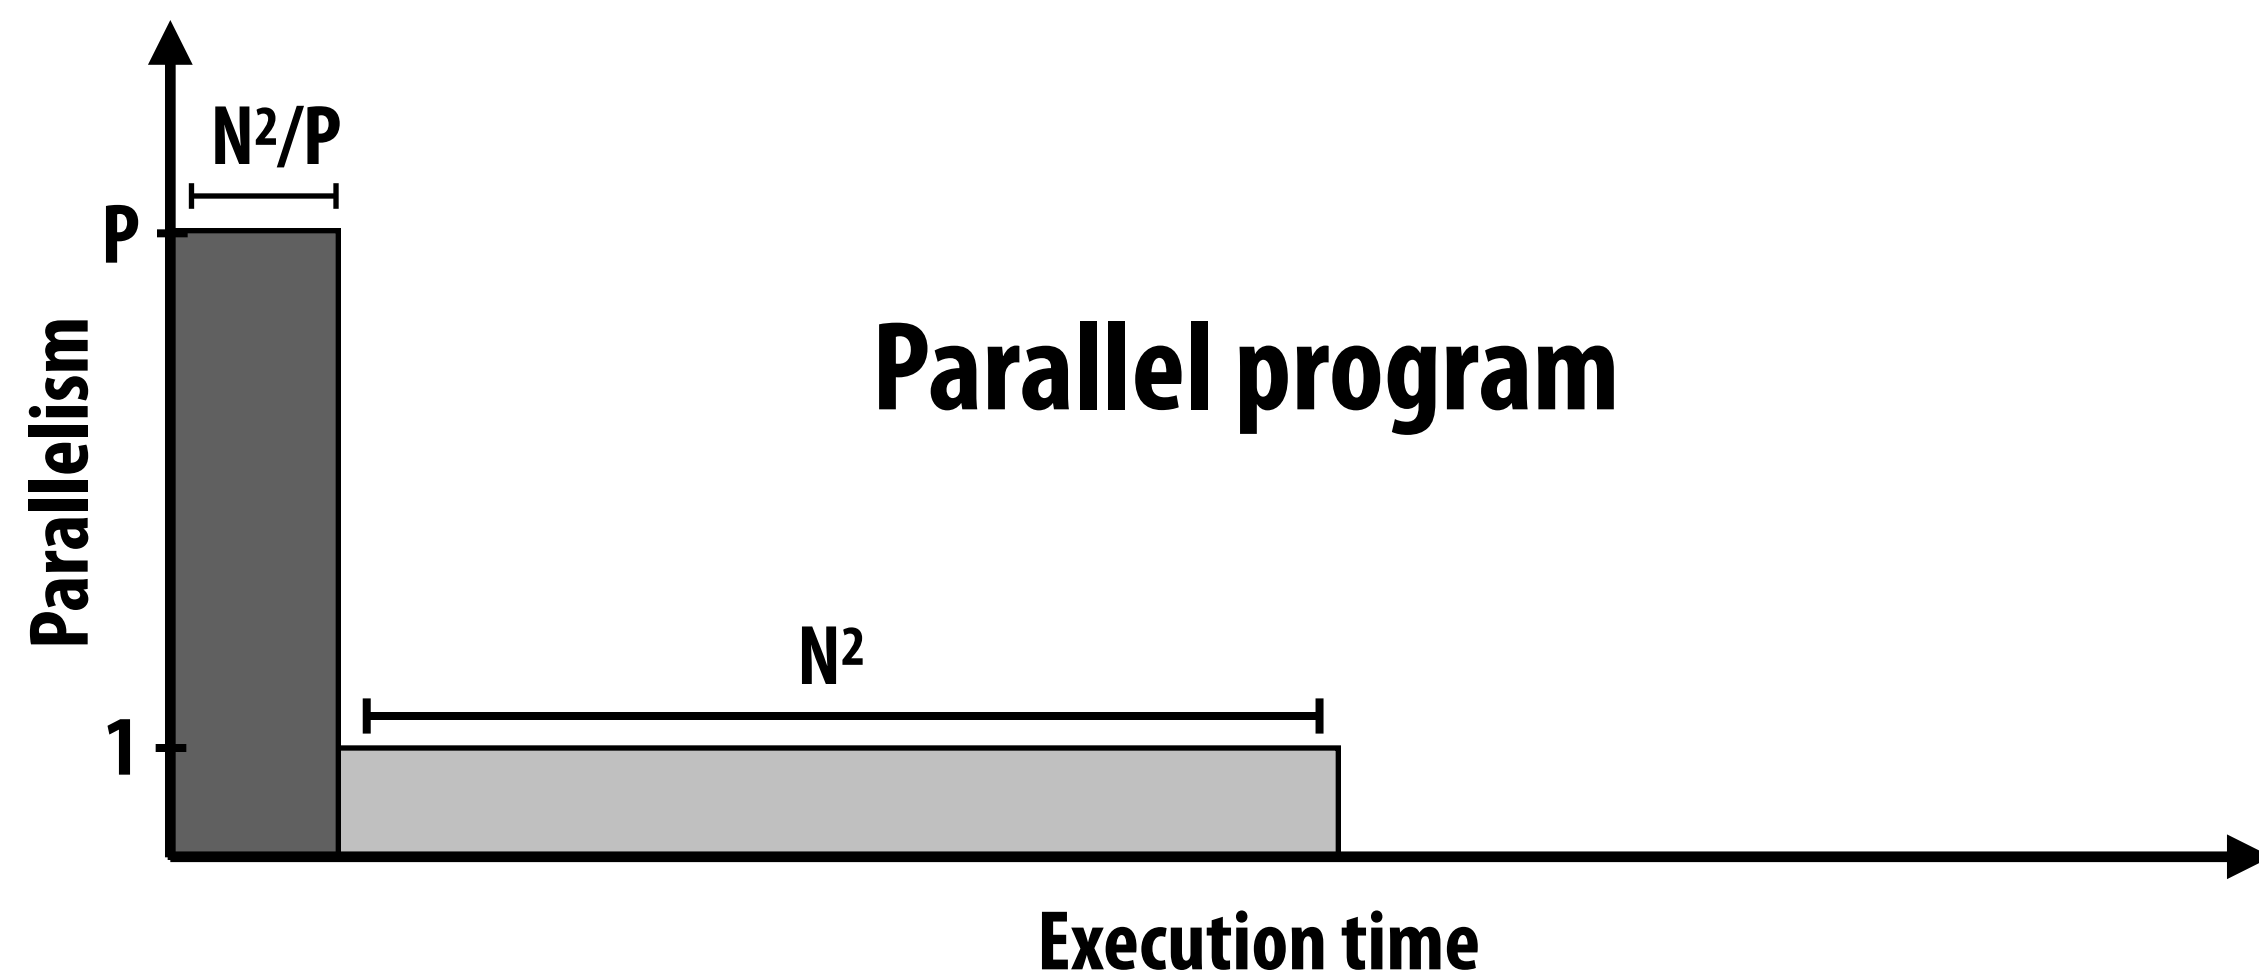 N²/P
P
Parallelism
Parallel program
N²
1
Execution time